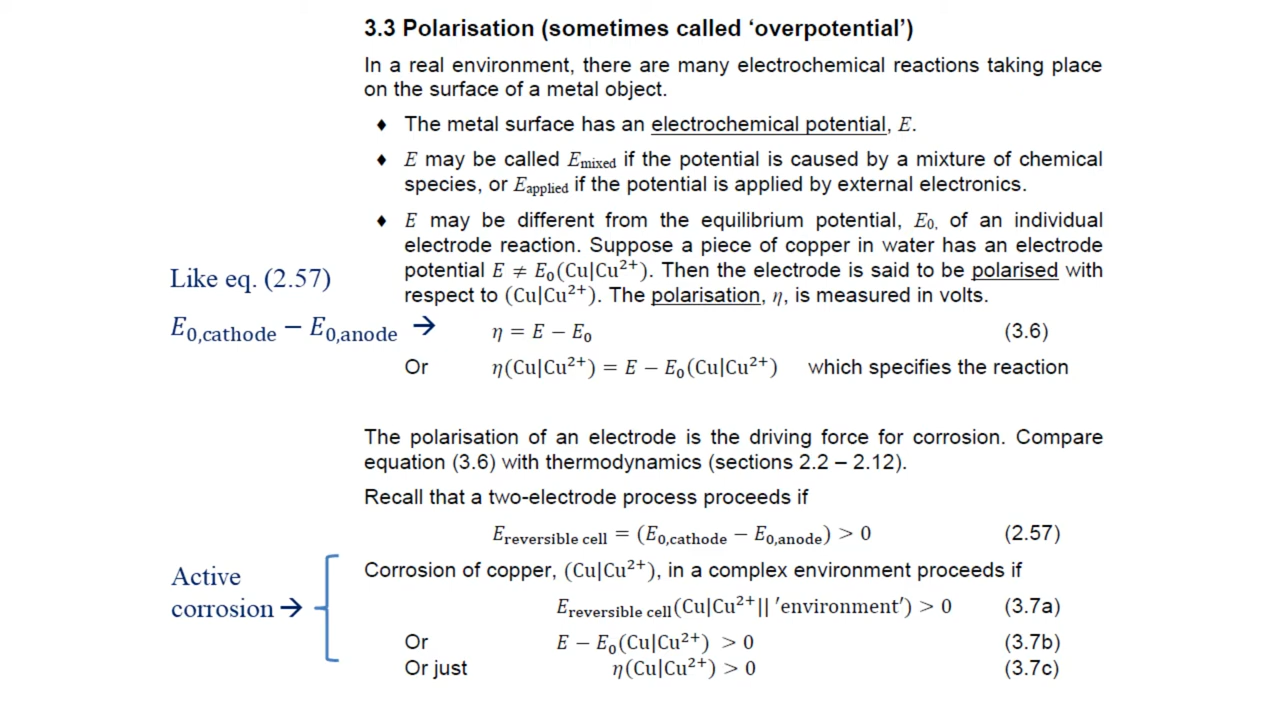 3.3 Polarisation (sometimes called ‘overpotential’)
In a real environment, there are many electrochemical reactions taking place
on the surface of a metal object.
♦ The metal surface has an electrochemical potential, E.
♦ E may be called E_mixed if the potential is caused by a mixture of chemical
species, or E_applied if the potential is applied by external electronics.
♦ E may be different from the equilibrium potential, E₀, of an individual
electrode reaction. Suppose a piece of copper in water has an electrode
potential E ≠ E₀(Cu|Cu²⁺). Then the electrode is said to be polarised with
respect to (Cu|Cu²⁺). The polarisation, η, is measured in volts.
Like eq. (2.57)
E₀,cathode − E₀,anode → η = E − E₀ (3.6)
Or η(Cu|Cu²⁺) = E − E₀(Cu|Cu²⁺) which specifies the reaction
The polarisation of an electrode is the driving force for corrosion. Compare
equation (3.6) with thermodynamics (sections 2.2 – 2.12).
Recall that a two-electrode process proceeds if
E_reversible cell = (E₀,cathode − E₀,anode) > 0 (2.57)
Active
corrosion →
Corrosion of copper, (Cu|Cu²⁺), in a complex environment proceeds if
E_reversible cell(Cu|Cu²⁺|| ′environment′) > 0 (3.7a)
Or E − E₀(Cu|Cu²⁺) > 0 (3.7b)
Or just η(Cu|Cu²⁺) > 0 (3.7c)